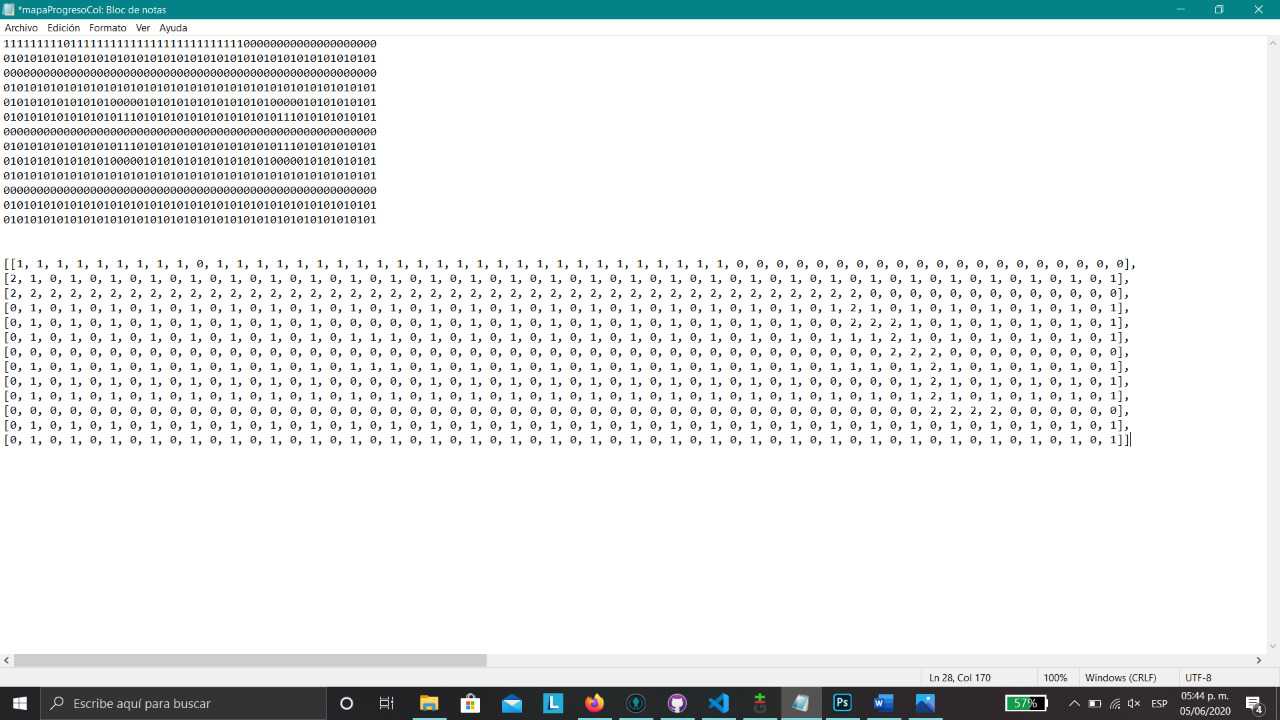 *mapaProgresoCol: Bloc de notas
Archivo Edición Formato Ver Ayuda
11111111101111111111111111111111111100000000000000000000
01010101010101010101010101010101010101010101010101010101
00000000000000000000000000000000000000000000000000000000
01010101010101010101010101010101010101010101010101010101
01010101010101010000010101010101010101010000010101010101
01010101010101010111010101010101010101010111010101010101
00000000000000000000000000000000000000000000000000000000
01010101010101010111010101010101010101010111010101010101
01010101010101010000010101010101010101010000010101010101
01010101010101010101010101010101010101010101010101010101
00000000000000000000000000000000000000000000000000000000
01010101010101010101010101010101010101010101010101010101
01010101010101010101010101010101010101010101010101010101
[[1, 1, 1, 1, 1, 1, 1, 1, 1, 0, 1, 1, 1, 1, 1, 1, 1, 1, 1, 1, 1, 1, 1, 1, 1, 1, 1, 1, 1, 1, 1, 1, 1, 1, 1, 1, 0, 0, 0, 0, 0, 0, 0, 0, 0, 0, 0, 0, 0, 0, 0, 0, 0, 0, 0, 0],
[2, 1, 0, 1, 0, 1, 0, 1, 0, 1, 0, 1, 0, 1, 0, 1, 0, 1, 0, 1, 0, 1, 0, 1, 0, 1, 0, 1, 0, 1, 0, 1, 0, 1, 0, 1, 0, 1, 0, 1, 0, 1, 0, 1, 0, 1, 0, 1, 0, 1, 0, 1, 0, 1, 0, 1],
[2, 2, 2, 2, 2, 2, 2, 2, 2, 2, 2, 2, 2, 2, 2, 2, 2, 2, 2, 2, 2, 2, 2, 2, 2, 2, 2, 2, 2, 2, 2, 2, 2, 2, 2, 2, 2, 2, 2, 2, 2, 2, 2, 0, 0, 0, 0, 0, 0, 0, 0, 0, 0, 0, 0, 0],
[0, 1, 0, 1, 0, 1, 0, 1, 0, 1, 0, 1, 0, 1, 0, 1, 0, 1, 0, 1, 0, 1, 0, 1, 0, 1, 0, 1, 0, 1, 0, 1, 0, 1, 0, 1, 0, 1, 0, 1, 0, 1, 2, 1, 0, 1, 0, 1, 0, 1, 0, 1, 0, 1, 0, 1],
[0, 1, 0, 1, 0, 1, 0, 1, 0, 1, 0, 1, 0, 1, 0, 1, 0, 0, 0, 0, 0, 1, 0, 1, 0, 1, 0, 1, 0, 1, 0, 1, 0, 1, 0, 1, 0, 1, 0, 1, 0, 0, 2, 2, 2, 1, 0, 1, 0, 1, 0, 1, 0, 1, 0, 1],
[0, 1, 0, 1, 0, 1, 0, 1, 0, 1, 0, 1, 0, 1, 0, 1, 0, 1, 1, 1, 0, 1, 0, 1, 0, 1, 0, 1, 0, 1, 0, 1, 0, 1, 0, 1, 0, 1, 0, 1, 0, 1, 1, 1, 2, 1, 0, 1, 0, 1, 0, 1, 0, 1, 0, 1],
[0, 0, 0, 0, 0, 0, 0, 0, 0, 0, 0, 0, 0, 0, 0, 0, 0, 0, 0, 0, 0, 0, 0, 0, 0, 0, 0, 0, 0, 0, 0, 0, 0, 0, 0, 0, 0, 0, 0, 0, 0, 0, 0, 0, 2, 2, 2, 0, 0, 0, 0, 0, 0, 0, 0, 0],
[0, 1, 0, 1, 0, 1, 0, 1, 0, 1, 0, 1, 0, 1, 0, 1, 0, 1, 1, 1, 0, 1, 0, 1, 0, 1, 0, 1, 0, 1, 0, 1, 0, 1, 0, 1, 0, 1, 0, 1, 0, 1, 1, 1, 0, 1, 2, 1, 0, 1, 0, 1, 0, 1, 0, 1],
[0, 1, 0, 1, 0, 1, 0, 1, 0, 1, 0, 1, 0, 1, 0, 1, 0, 0, 0, 0, 0, 1, 0, 1, 0, 1, 0, 1, 0, 1, 0, 1, 0, 1, 0, 1, 0, 1, 0, 1, 0, 0, 0, 0, 0, 1, 2, 1, 0, 1, 0, 1, 0, 1, 0, 1],
[0, 1, 0, 1, 0, 1, 0, 1, 0, 1, 0, 1, 0, 1, 0, 1, 0, 1, 0, 1, 0, 1, 0, 1, 0, 1, 0, 1, 0, 1, 0, 1, 0, 1, 0, 1, 0, 1, 0, 1, 0, 1, 0, 1, 0, 1, 2, 1, 0, 1, 0, 1, 0, 1, 0, 1],
[0, 0, 0, 0, 0, 0, 0, 0, 0, 0, 0, 0, 0, 0, 0, 0, 0, 0, 0, 0, 0, 0, 0, 0, 0, 0, 0, 0, 0, 0, 0, 0, 0, 0, 0, 0, 0, 0, 0, 0, 0, 0, 0, 0, 0, 0, 2, 2, 2, 2, 0, 0, 0, 0, 0, 0],
[0, 1, 0, 1, 0, 1, 0, 1, 0, 1, 0, 1, 0, 1, 0, 1, 0, 1, 0, 1, 0, 1, 0, 1, 0, 1, 0, 1, 0, 1, 0, 1, 0, 1, 0, 1, 0, 1, 0, 1, 0, 1, 0, 1, 0, 1, 0, 1, 0, 1, 0, 1, 0, 1, 0, 1],
[0, 1, 0, 1, 0, 1, 0, 1, 0, 1, 0, 1, 0, 1, 0, 1, 0, 1, 0, 1, 0, 1, 0, 1, 0, 1, 0, 1, 0, 1, 0, 1, 0, 1, 0, 1, 0, 1, 0, 1, 0, 1, 0, 1, 0, 1, 0, 1, 0, 1, 0, 1, 0, 1, 0, 1]]
Ln 28, Col 170 100% Windows (CRLF) UTF-8
Escribe aquí para buscar
57%
ESP
05:44 p. m.
05/06/2020
4